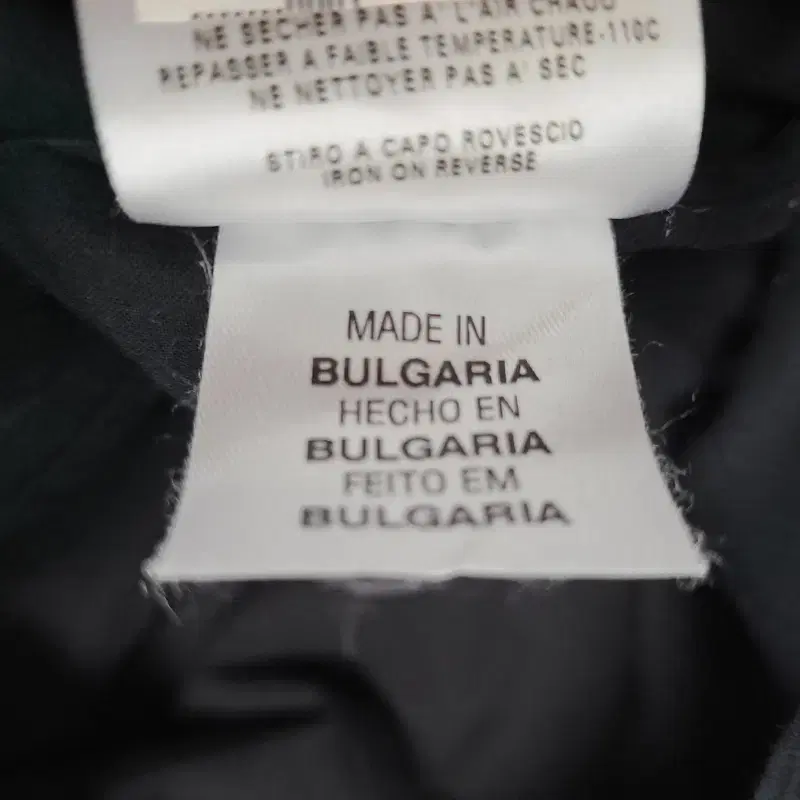 NE SECHER PAS A' L'AIR CHAUD
REPASSER A FAIBLE TEMPERATURE-110C
NE NETTOYER PAS A' SEC
STIRO A CAPO ROVESCIO
IRON ON REVERSE
MADE IN
BULGARIA
HECHO EN
BULGARIA
FEITO EM
BULGARIA